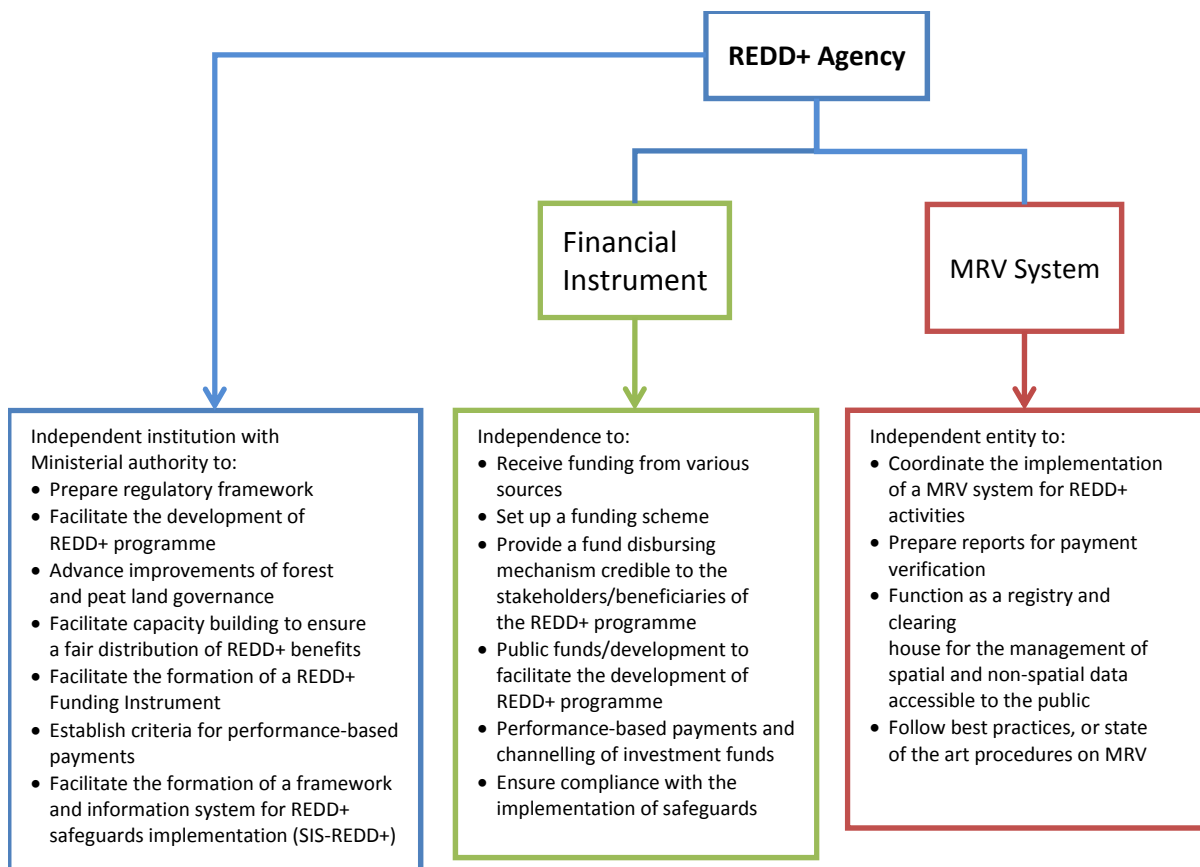 REDD+ Agency
Financial
Instrument
MRV System
Independent institution with
Ministerial authority to:
• Prepare regulatory framework
• Facilitate the development of
REDD+ programme
• Advance improvements of forest
and peat land governance
• Facilitate capacity building to ensure
a fair distribution of REDD+ benefits
• Facilitate the formation of a REDD+
Funding Instrument
• Establish criteria for performance-based
payments
• Facilitate the formation of a framework
and information system for REDD+
safeguards implementation (SIS-REDD+)
Independence to:
• Receive funding from various
sources
• Set up a funding scheme
• Provide a fund disbursing
mechanism credible to the
stakeholders/beneficiaries of
the REDD+ programme
• Public funds/development to
facilitate the development of
REDD+ programme
• Performance-based payments and
channelling of investment funds
• Ensure compliance with the
implementation of safeguards
Independent entity to:
• Coordinate the implementation
of a MRV system for REDD+
activities
• Prepare reports for payment
verification
• Function as a registry and
clearing
house for the management of
spatial and non-spatial data
accessible to the public
• Follow best practices, or state
of the art procedures on MRV